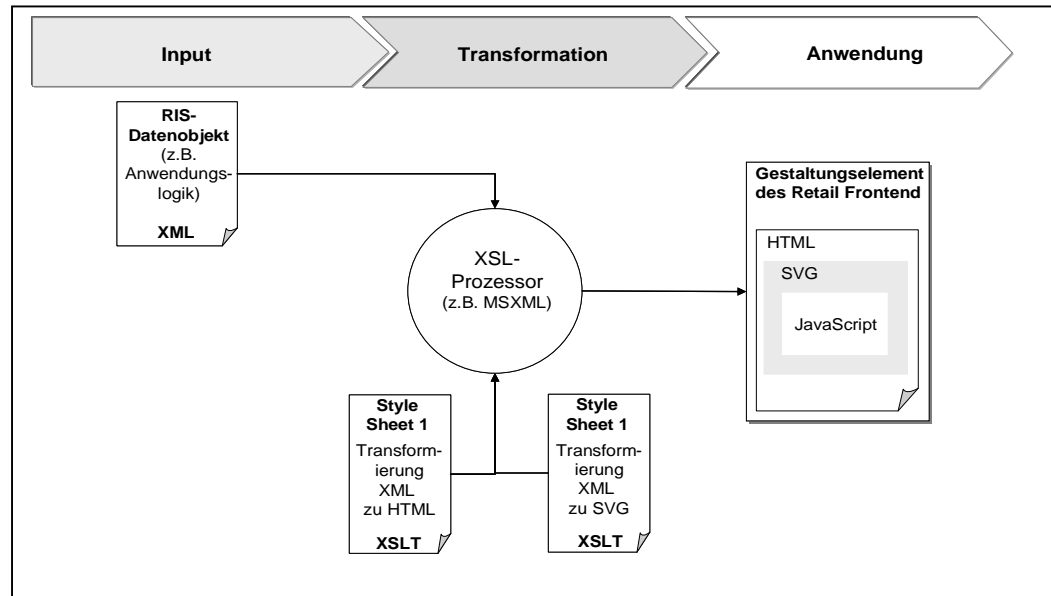 Input
Transformation
Anwendung
RIS-
Datenobjekt
(z.B.
Anwendungs-
logik)
XML
XSL-
Prozessor
(z.B. MSXML)
Gestaltungselement
des Retail Frontend
HTML
SVG
JavaScript
Style
Sheet 1
Transform-
ierung
XML
zu HTML
XSLT
Style
Sheet 1
Transform-
ierung
XML
zu SVG
XSLT